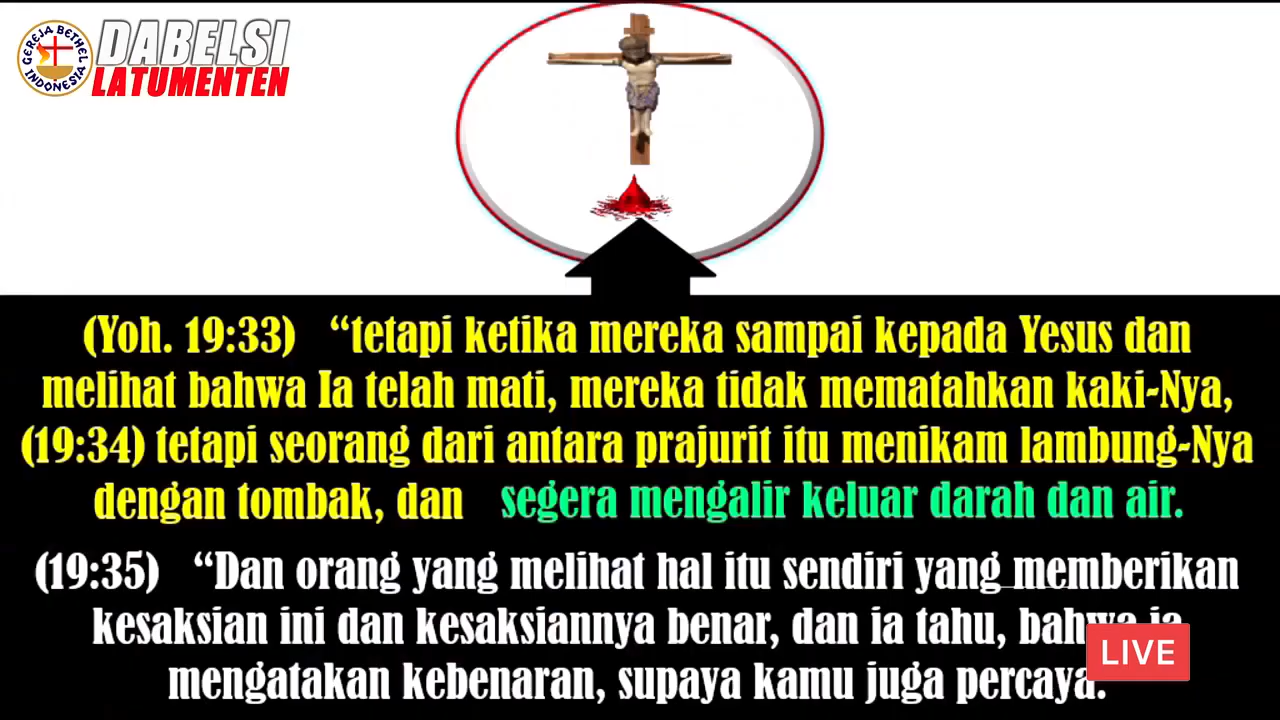 GEREJA BETHEL INDONESIA
DABELSI
LATUMENTEN
(Yoh. 19:33) “tetapi ketika mereka sampai kepada Yesus dan
melihat bahwa Ia telah mati, mereka tidak mematahkan kaki-Nya,
(19:34) tetapi seorang dari antara prajurit itu menikam lambung-Nya
dengan tombak, dan segera mengalir keluar darah dan air.
(19:35) “Dan orang yang melihat hal itu sendiri yang memberikan
kesaksian ini dan kesaksiannya benar, dan ia tahu, bahwa ia
mengatakan kebenaran, supaya kamu juga percaya.
LIVE